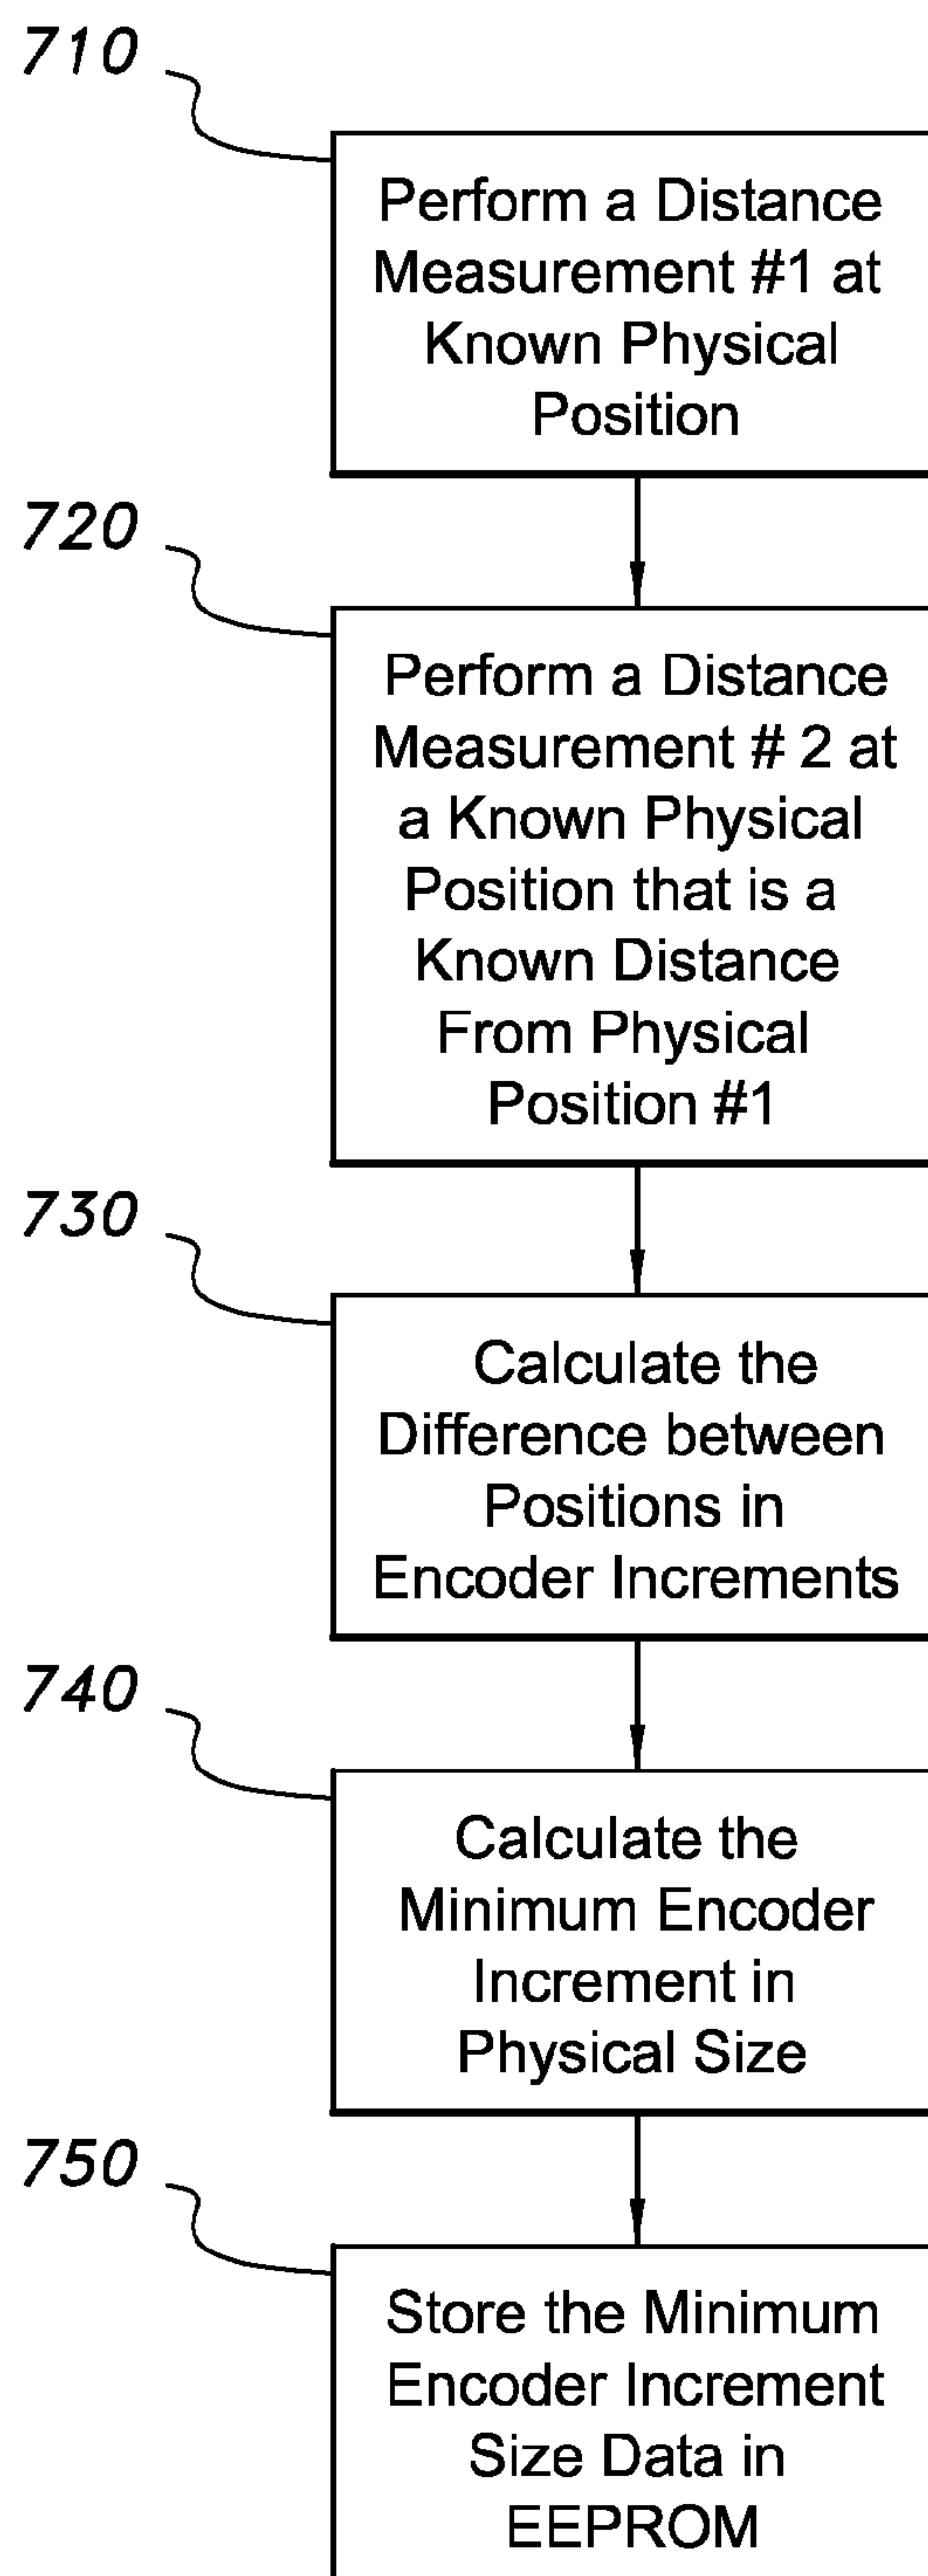 710
Perform a Distance
Measurement #1 at
Known Physical
Position
720
Perform a Distance
Measurement # 2 at
a Known Physical
Position that is a
Known Distance
From Physical
Position #1
730
Calculate the
Difference between
Positions in
Encoder Increments
740
Calculate the
Minimum Encoder
Increment in
Physical Size
750
Store the Minimum
Encoder Increment
Size Data in
EEPROM